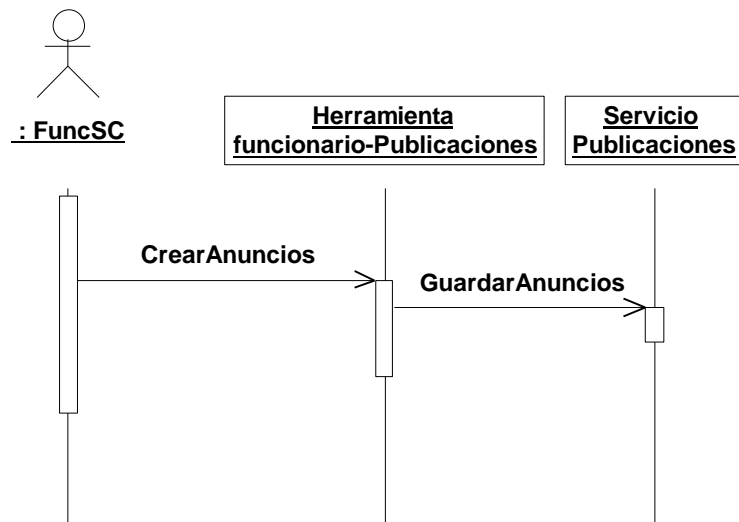 : FuncSC
Herramienta
funcionario-Publicaciones
Servicio
Publicaciones
CrearAnuncios
GuardarAnuncios